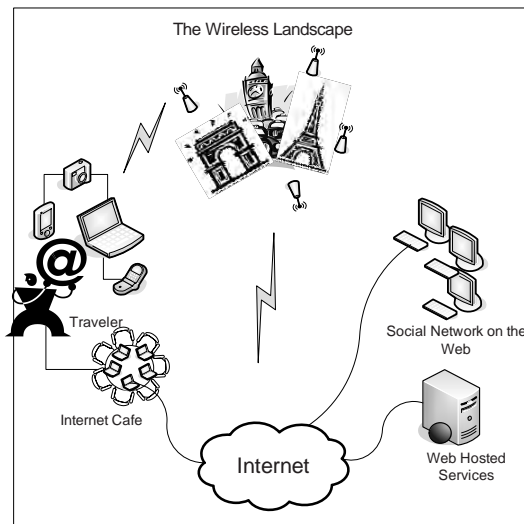 The Wireless Landscape
@
Traveler
Social Network on the
Web
Internet Cafe
Internet
Web Hosted
Services